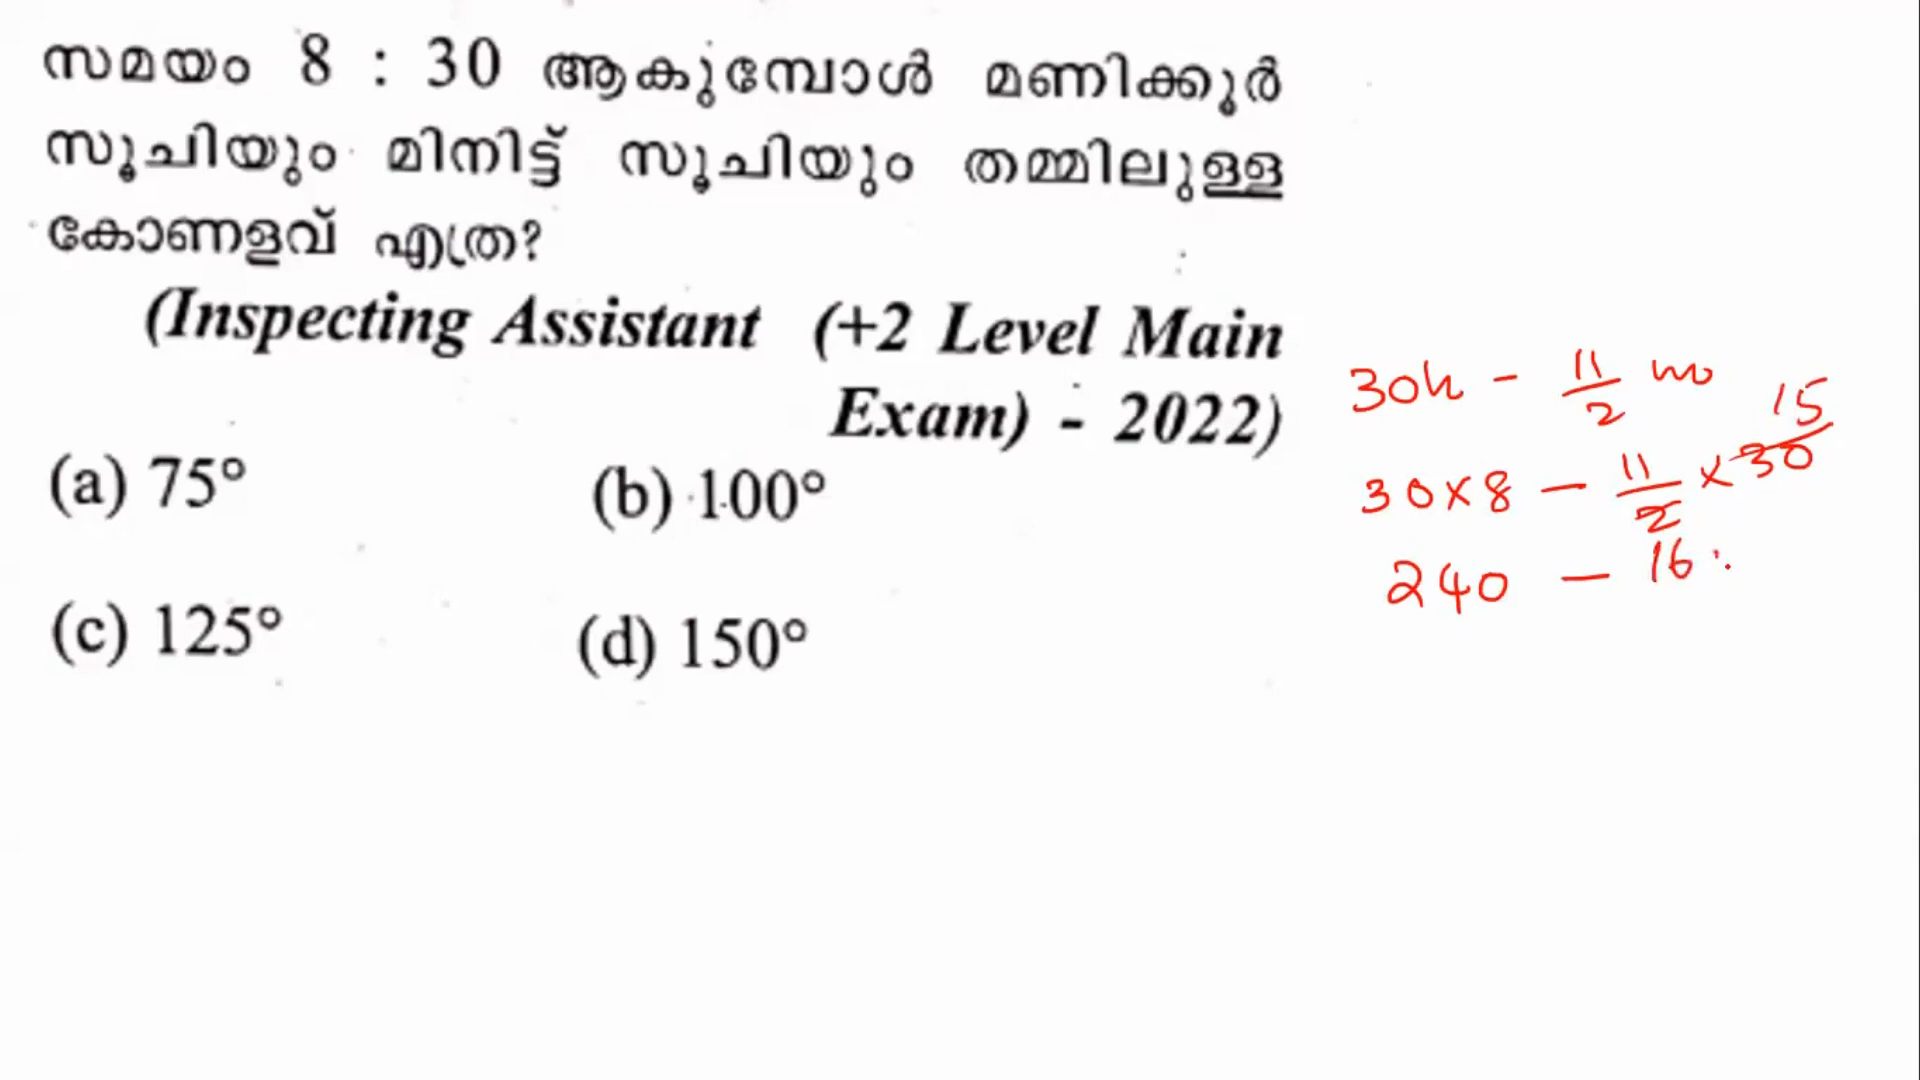 സമയം 8 : 30 ആകുമ്പോൾ മണിക്കൂർ
സൂചിയും മിനിട്ട് സൂചിയും തമ്മിലുള്ള
കോണളവ് എത്ര?
(Inspecting Assistant (+2 Level Main
Exam) - 2022)
(a) 75° (b) 100°
(c) 125° (d) 150°
30h - 11/2 m
15
30×8 - 11/2 × 30
240 - 16